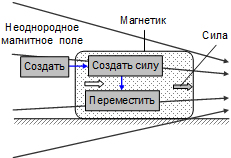 Магнетик
Неоднородное
магнитное поле
Сила
Создать
Создать силу
Переместить